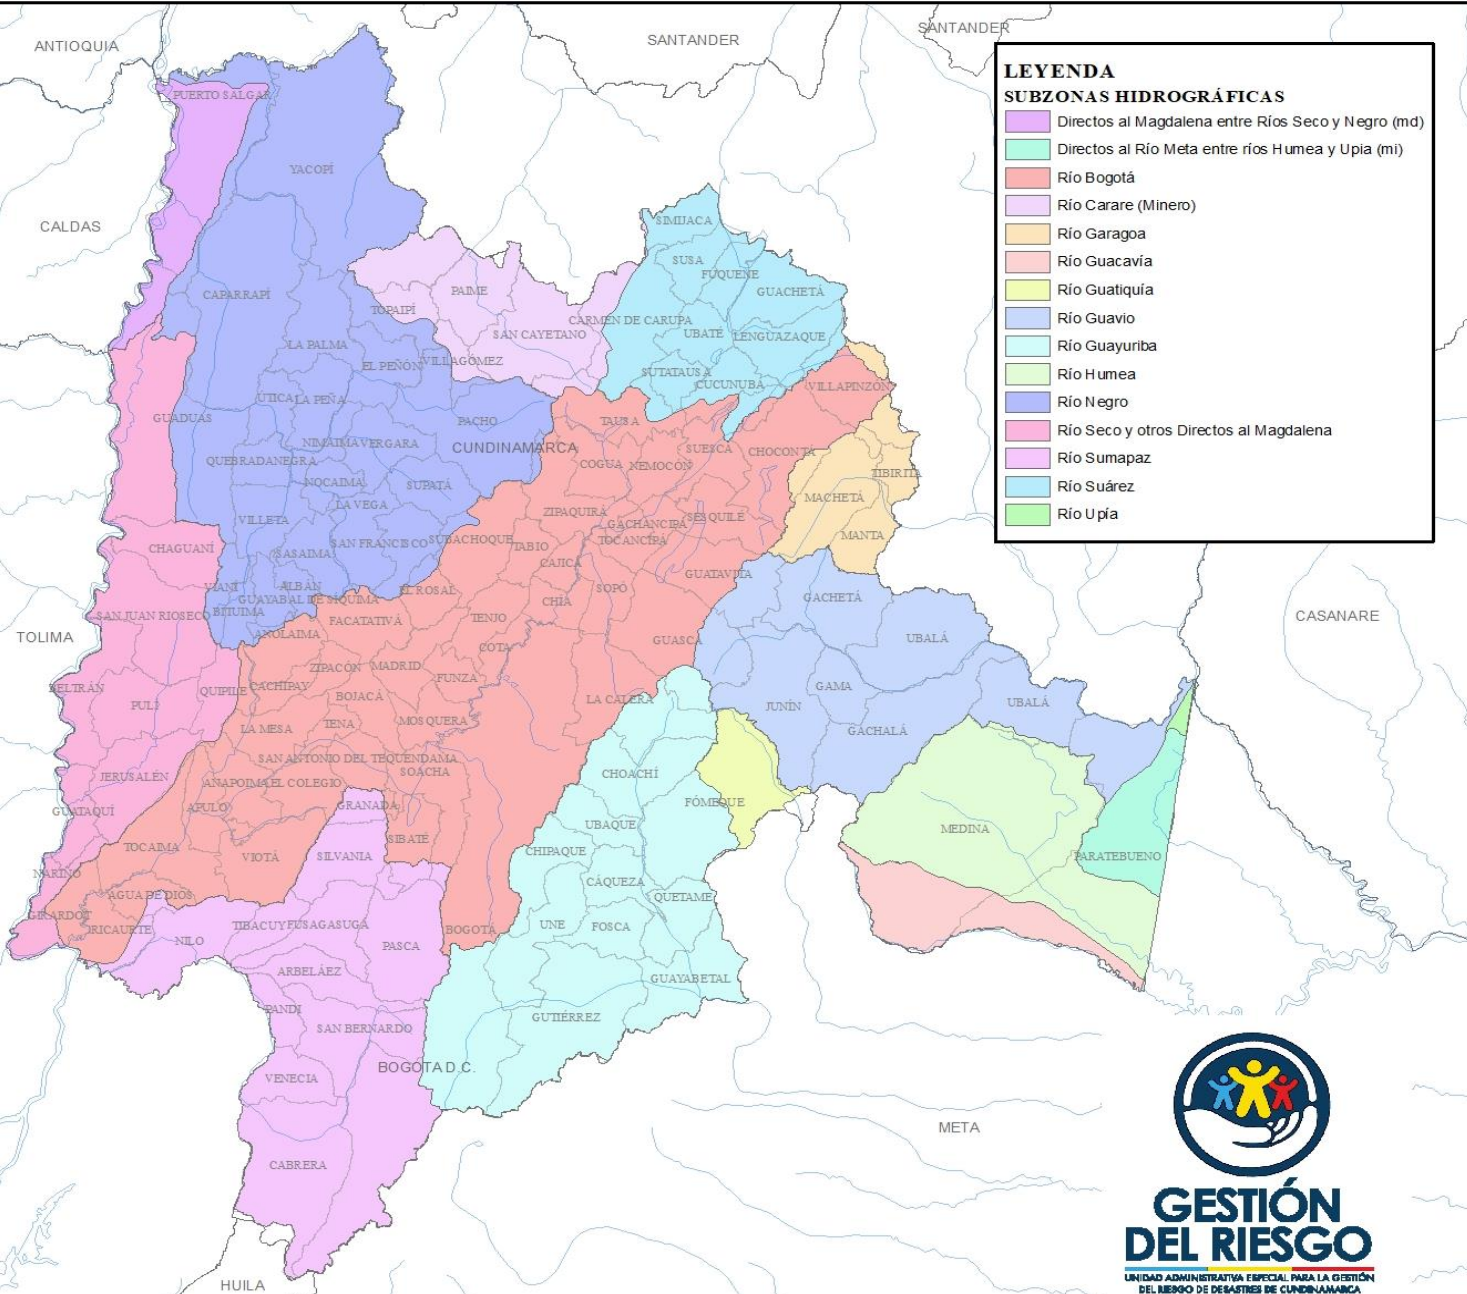 ANTIOQUIA
SANTANDER
SANTANDER
CALDAS
TOLIMA
CASANARE
META
HUILA
CUNDINAMARCA
BOGOTA D.C.
LEYENDA
SUBZONAS HIDROGRÁFICAS
Directos al Magdalena entre Ríos Seco y Negro (md)
Directos al Río Meta entre ríos Humea y Upia (mi)
Río Bogotá
Río Carare (Minero)
Río Garagoa
Río Guacavía
Río Guatiquía
Río Guavio
Río Guayuriba
Río Humea
Río Negro
Río Seco y otros Directos al Magdalena
Río Sumapaz
Río Suárez
Río Upía
PUERTO SALGAR
YACOPÍ
SIMIJACA
SUSA
FÚQUENE
GUACHETÁ
PAIME
CAPARRAPÍ
TOPAIPÍ
CARMEN DE CARUPA
SAN CAYETANO
UBATÉ
LENGUAZAQUE
LA PALMA
EL PEÑÓN
VILLAGÓMEZ
SUTATAUSA
CUCUNUBA
VILLAPINZÓN
ÚTICA
LA PEÑA
GUADUAS
PACHO
TAUSA
NIMAIMA
VERGARA
SUESCA
CHOCONTÁ
QUEBRADANEGRA
COGUA
NEMOCÓN
TIBIRITA
NOCAIMA
SUPATÁ
MACHETÁ
LA VEGA
ZIPAQUIRÁ
SESQUILÉ
VILLETA
GACHANCIPÁ
MANTA
CHAGUANÍ
SASAIMA
SAN FRANCISCO
SUBACHOQUE
TABIO
TOCANCIPÁ
CAJICÁ
GUATAVITA
VIANÍ
ALBÁN
EL ROSAL
SOPÓ
GACHETÁ
GUAYABAL DE SÍQUIMA
CHÍA
SAN JUAN RIOSECO
BITUIMA
FACATATIVÁ
TENJO
ANOLAIMA
GUASCA
UBALÁ
COTA
ZIPACÓN
MADRID
FUNZA
BELTRÁN
QUIPILE
CACHIPAY
BOJACÁ
GAMA
PULÍ
LA CALERA
JUNÍN
UBALÁ
LA MESA
TENA
MOSQUERA
GACHALÁ
SAN ANTONIO DEL TEQUENDAMA
SOACHA
CHOACHÍ
JERUSALÉN
ANAPOIMA
EL COLEGIO
GUATAQUÍ
APULO
GRANADA
FÓMEQUE
UBAQUE
MEDINA
SIBATÉ
TOCAIMA
VIOTÁ
SILVANIA
CHIPAQUE
PARATEBUENO
NARIÑO
CÁQUEZA
AGUA DE DIOS
QUETAME
GIRARDOT
RICAURTE
TIBACUY
FUSAGASUGÁ
BOGOTÁ
UNE
FOSCA
NILO
PASCA
ARBELÁEZ
GUAYABETAL
PANDI
SAN BERNARDO
GUTIÉRREZ
VENECIA
CABRERA
GESTIÓN
DEL RIESGO
UNIDAD ADMINISTRATIVA ESPECIAL PARA LA GESTIÓN
DEL RIESGO DE DESASTRES DE CUNDINAMARCA